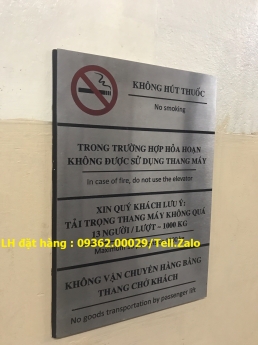 KHÔNG HÚT THUỐC
No smoking
TRONG TRƯỜNG HỢP HỎA HOẠN
KHÔNG ĐƯỢC SỬ DỤNG THANG MÁY
In case of fire, do not use the elevator
XIN QUÝ KHÁCH LƯU Ý:
TẢI TRỌNG THANG MÁY KHÔNG QUÁ
13 NGƯỜI / LƯỢT - 1000 KG
LH đặt hàng : 09362.00029/Tell.Zalo
KHÔNG VẬN CHUYỂN HÀNG BẰNG
THANG CHỞ KHÁCH
No goods transportation by passenger lift